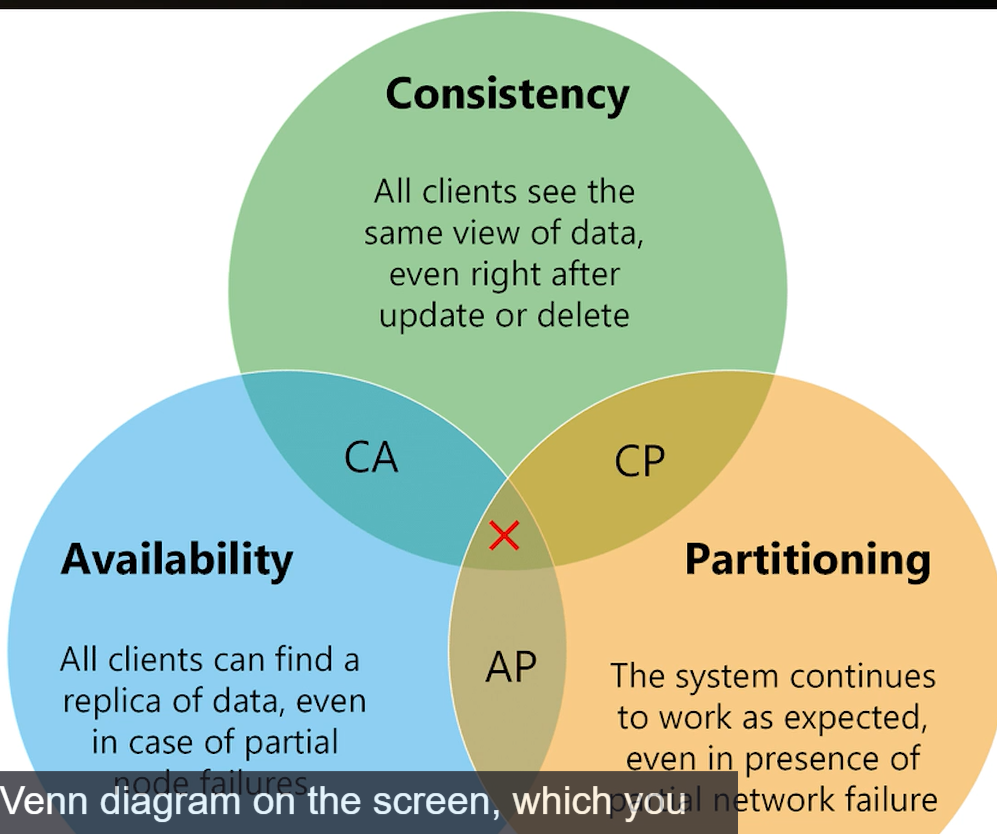 Consistency
All clients see the
same view of data,
even right after
update or delete
CA
CP
Availability
All clients can find a
replica of data, even
in case of partial
node failures
AP
Partitioning
The system continues
to work as expected,
even in presence of
partial network failure
Venn diagram on the screen, which you